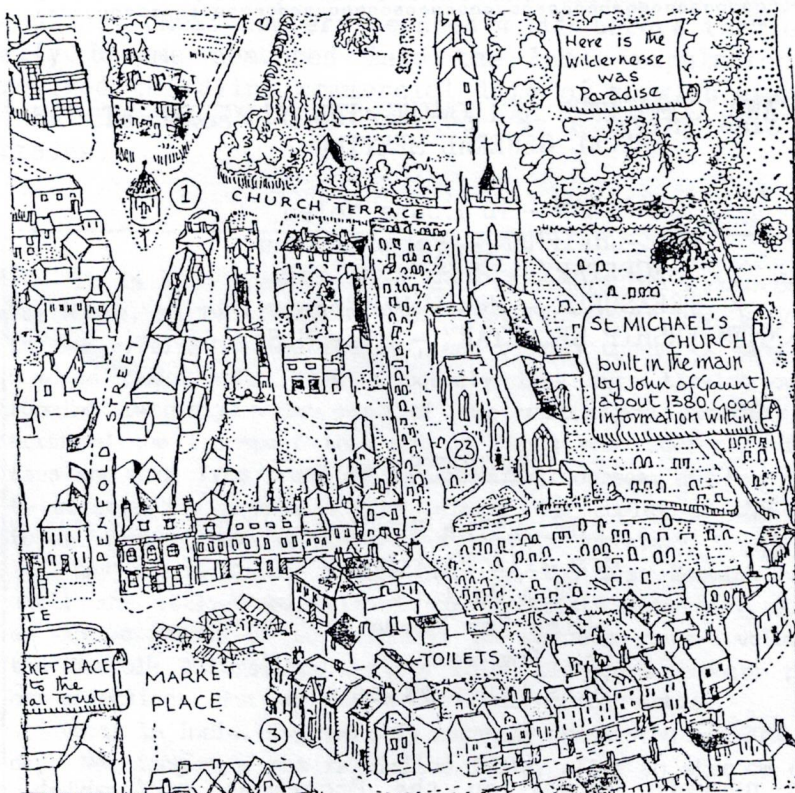 Here is the
Wildernesse
was
Paradise
1
CHURCH TERRACE
ST. MICHAEL'S
CHURCH
built in the main
by John of Gaunt
about 1380. Good
information within
PENFOLD STREET
23
A
TE
KET PLACE
to the
al Trust.
MARKET
PLACE
TOILETS
3